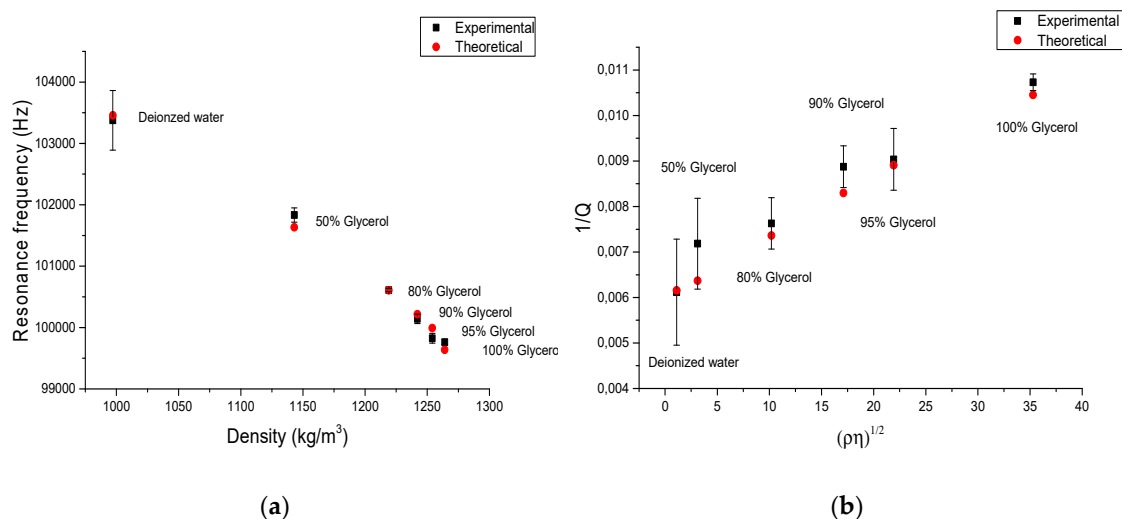 Experimental
Theoretical
104000
103000
102000
101000
100000
99000
Resonance frequency (Hz)
Deionzed water
50% Glycerol
80% Glycerol
90% Glycerol
95% Glycerol
100% Glycero
1000 1050 1100 1150 1200 1250 1300
Density (kg/m³)
(a)
Experimental
Theoretical
0,011
0,010
0,009
0,008
0,007
0,006
0,005
0,004
1/Q
90% Glycerol
100% Glycerol
50% Glycerol
95% Glycerol
80% Glycerol
Deionized water
0 5 10 15 20 25 30 35 40
(ρη)^1/2
(b)